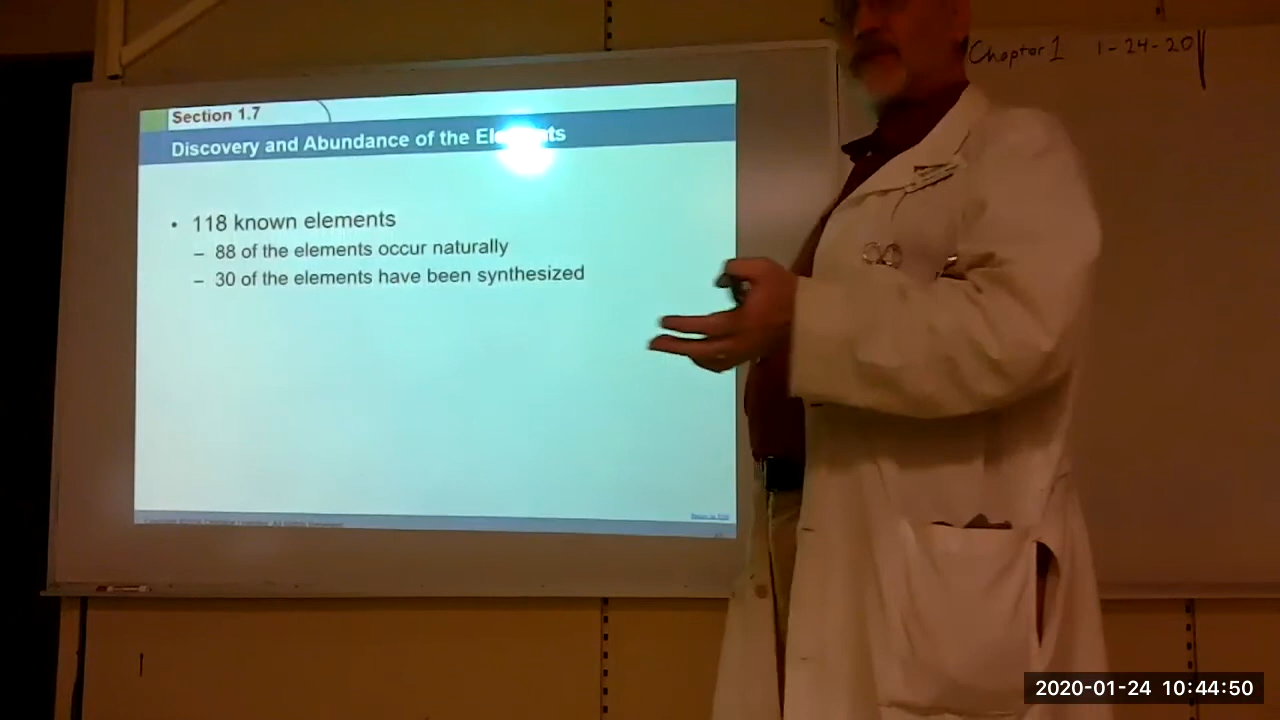 Section 1.7
Discovery and Abundance of the Elements
• 118 known elements
– 88 of the elements occur naturally
– 30 of the elements have been synthesized
Chapter 1 1-24-20
2020-01-24 10:44:50